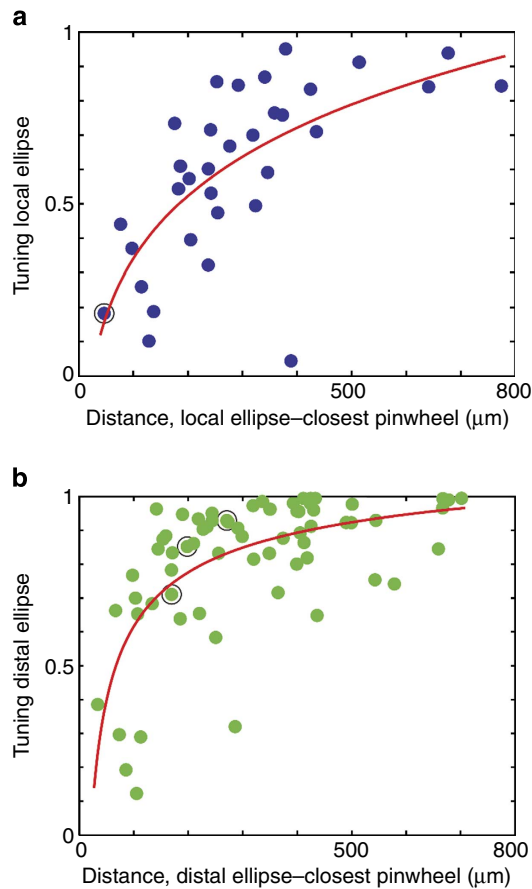 a
1
Tuning local ellipse
0.5
0
0
500
800
Distance, local ellipse–closest pinwheel (μm)
b
1
Tuning distal ellipse
0.5
0
0
500
800
Distance, distal ellipse–closest pinwheel (μm)